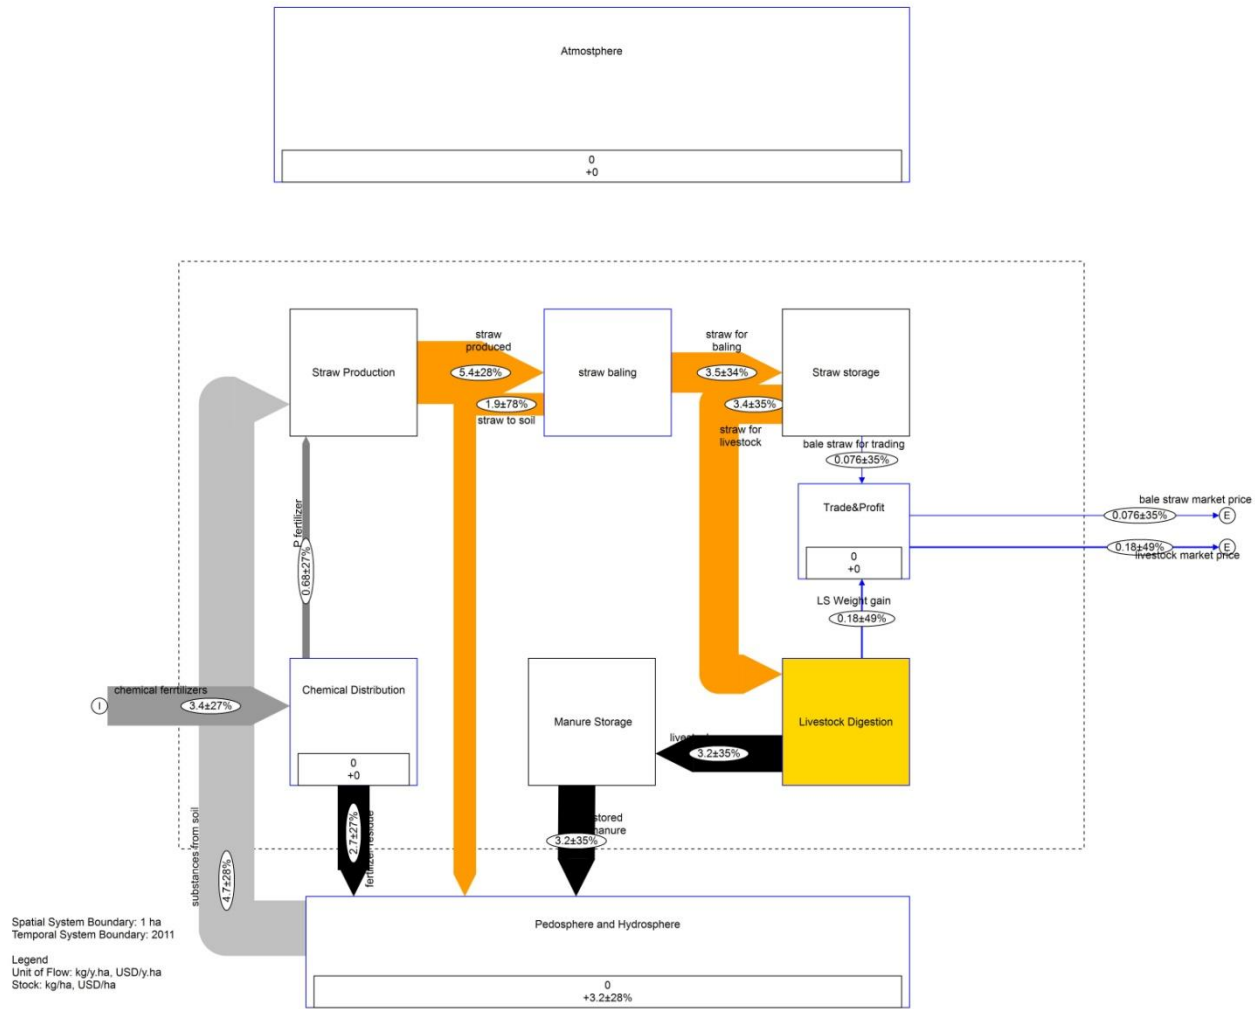 Atmostphere
0
+0
straw
produced
straw for
baling
Straw Production
5.4±28%
straw baling
3.5±34%
Straw storage
1.9±78%
3.4±35%
straw to soil
straw for
livestock
bale straw for trading
0.076±35%
bale straw market price
Trade&Profit
0.076±35%
E
P fertilizer
0.68±27%
0.18±49%
E
livestock market price
0
+0
LS Weight gain
0.18±49%
chemical ferrtilizers
I
3.4±27%
Chemical Distribution
0
+0
Manure Storage
Livestock Digestion
3.2±35%
substances from soil
4.7±28%
2.7±27%
fertilizer residue
3.2±35%
Pedosphere and Hydrosphere
0
+3.2±28%
Spatial System Boundary: 1 ha
Temporal System Boundary: 2011
Legend
Unit of Flow: kg/y.ha, USD/y.ha
Stock: kg/ha, USD/ha